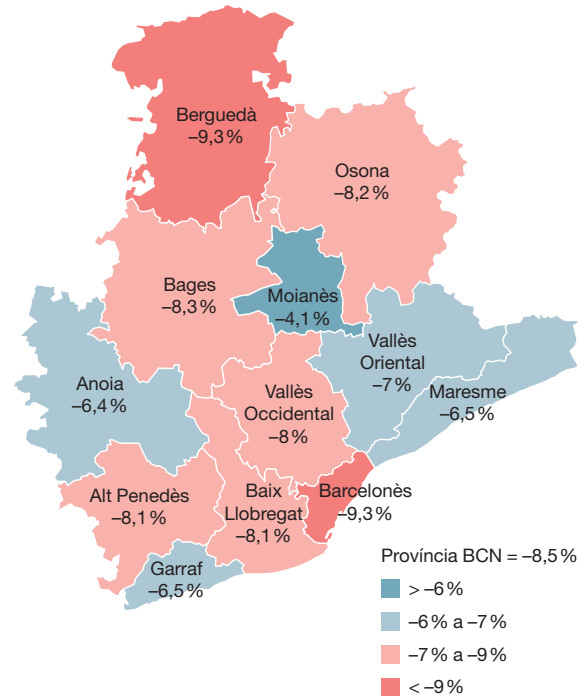 Berguedà
–9,3 %
Osona
–8,2 %
Bages
–8,3 %
Moianès
–4,1 %
Vallès
Oriental
–7 %
Maresme
–6,5 %
Anoia
–6,4 %
Vallès
Occidental
–8 %
Alt Penedès
–8,1 %
Baix
Llobregat
–8,1 %
Barcelonès
–9,3 %
Garraf
–6,5 %
Província BCN = –8,5 %
> –6 %
–6 % a –7 %
–7 % a –9 %
< –9 %